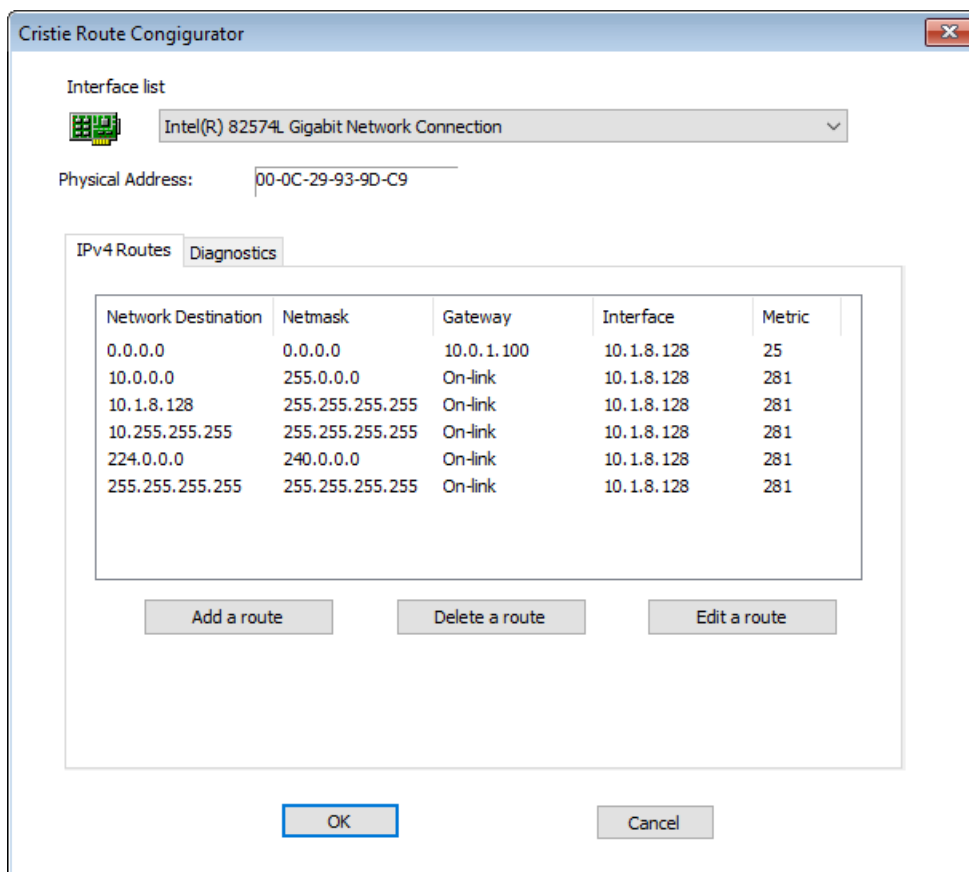 Cristie Route Congigurator
Interface list
Intel(R) 82574L Gigabit Network Connection
Physical Address: 00-0C-29-93-9D-C9
IPv4 Routes Diagnostics
Network Destination Netmask Gateway Interface Metric
0.0.0.0 0.0.0.0 10.0.1.100 10.1.8.128 25
10.0.0.0 255.0.0.0 On-link 10.1.8.128 281
10.1.8.128 255.255.255.255 On-link 10.1.8.128 281
10.255.255.255 255.255.255.255 On-link 10.1.8.128 281
224.0.0.0 240.0.0.0 On-link 10.1.8.128 281
255.255.255.255 255.255.255.255 On-link 10.1.8.128 281
Add a route Delete a route Edit a route
OK Cancel